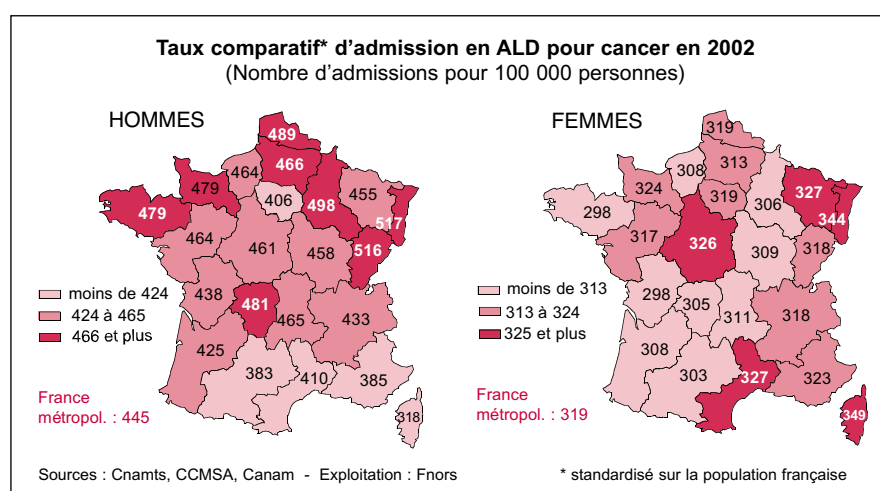 Taux comparatif* d'admission en ALD pour cancer en 2002
(Nombre d'admissions pour 100 000 personnes)
HOMMES
489
466
464
479
406
455
498
479
517
464
461
458
516
438
481
465
433
425
383
410
385
318
moins de 424
424 à 465
466 et plus
France
métropol. : 445
FEMMES
319
313
308
324
319
306
327
344
298
317
326
309
318
298
305
311
318
308
303
327
323
349
moins de 313
313 à 324
325 et plus
France
métropol. : 319
Sources : Cnamts, CCMSA, Canam - Exploitation : Fnors
* standardisé sur la population française